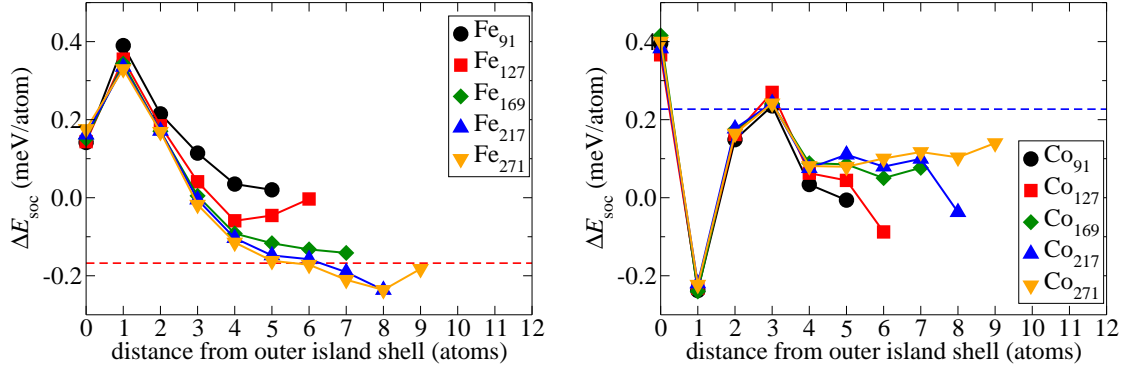 0.4
0.2
0.0
-0.2
ΔE_soc (meV/atom)
Fe_91
Fe_127
Fe_169
Fe_217
Fe_271
0 1 2 3 4 5 6 7 8 9 10 11 12
distance from outer island shell (atoms)
0.4
0.2
0.0
-0.2
ΔE_soc (meV/atom)
Co_91
Co_127
Co_169
Co_217
Co_271
0 1 2 3 4 5 6 7 8 9 10 11 12
distance from outer island shell (atoms)